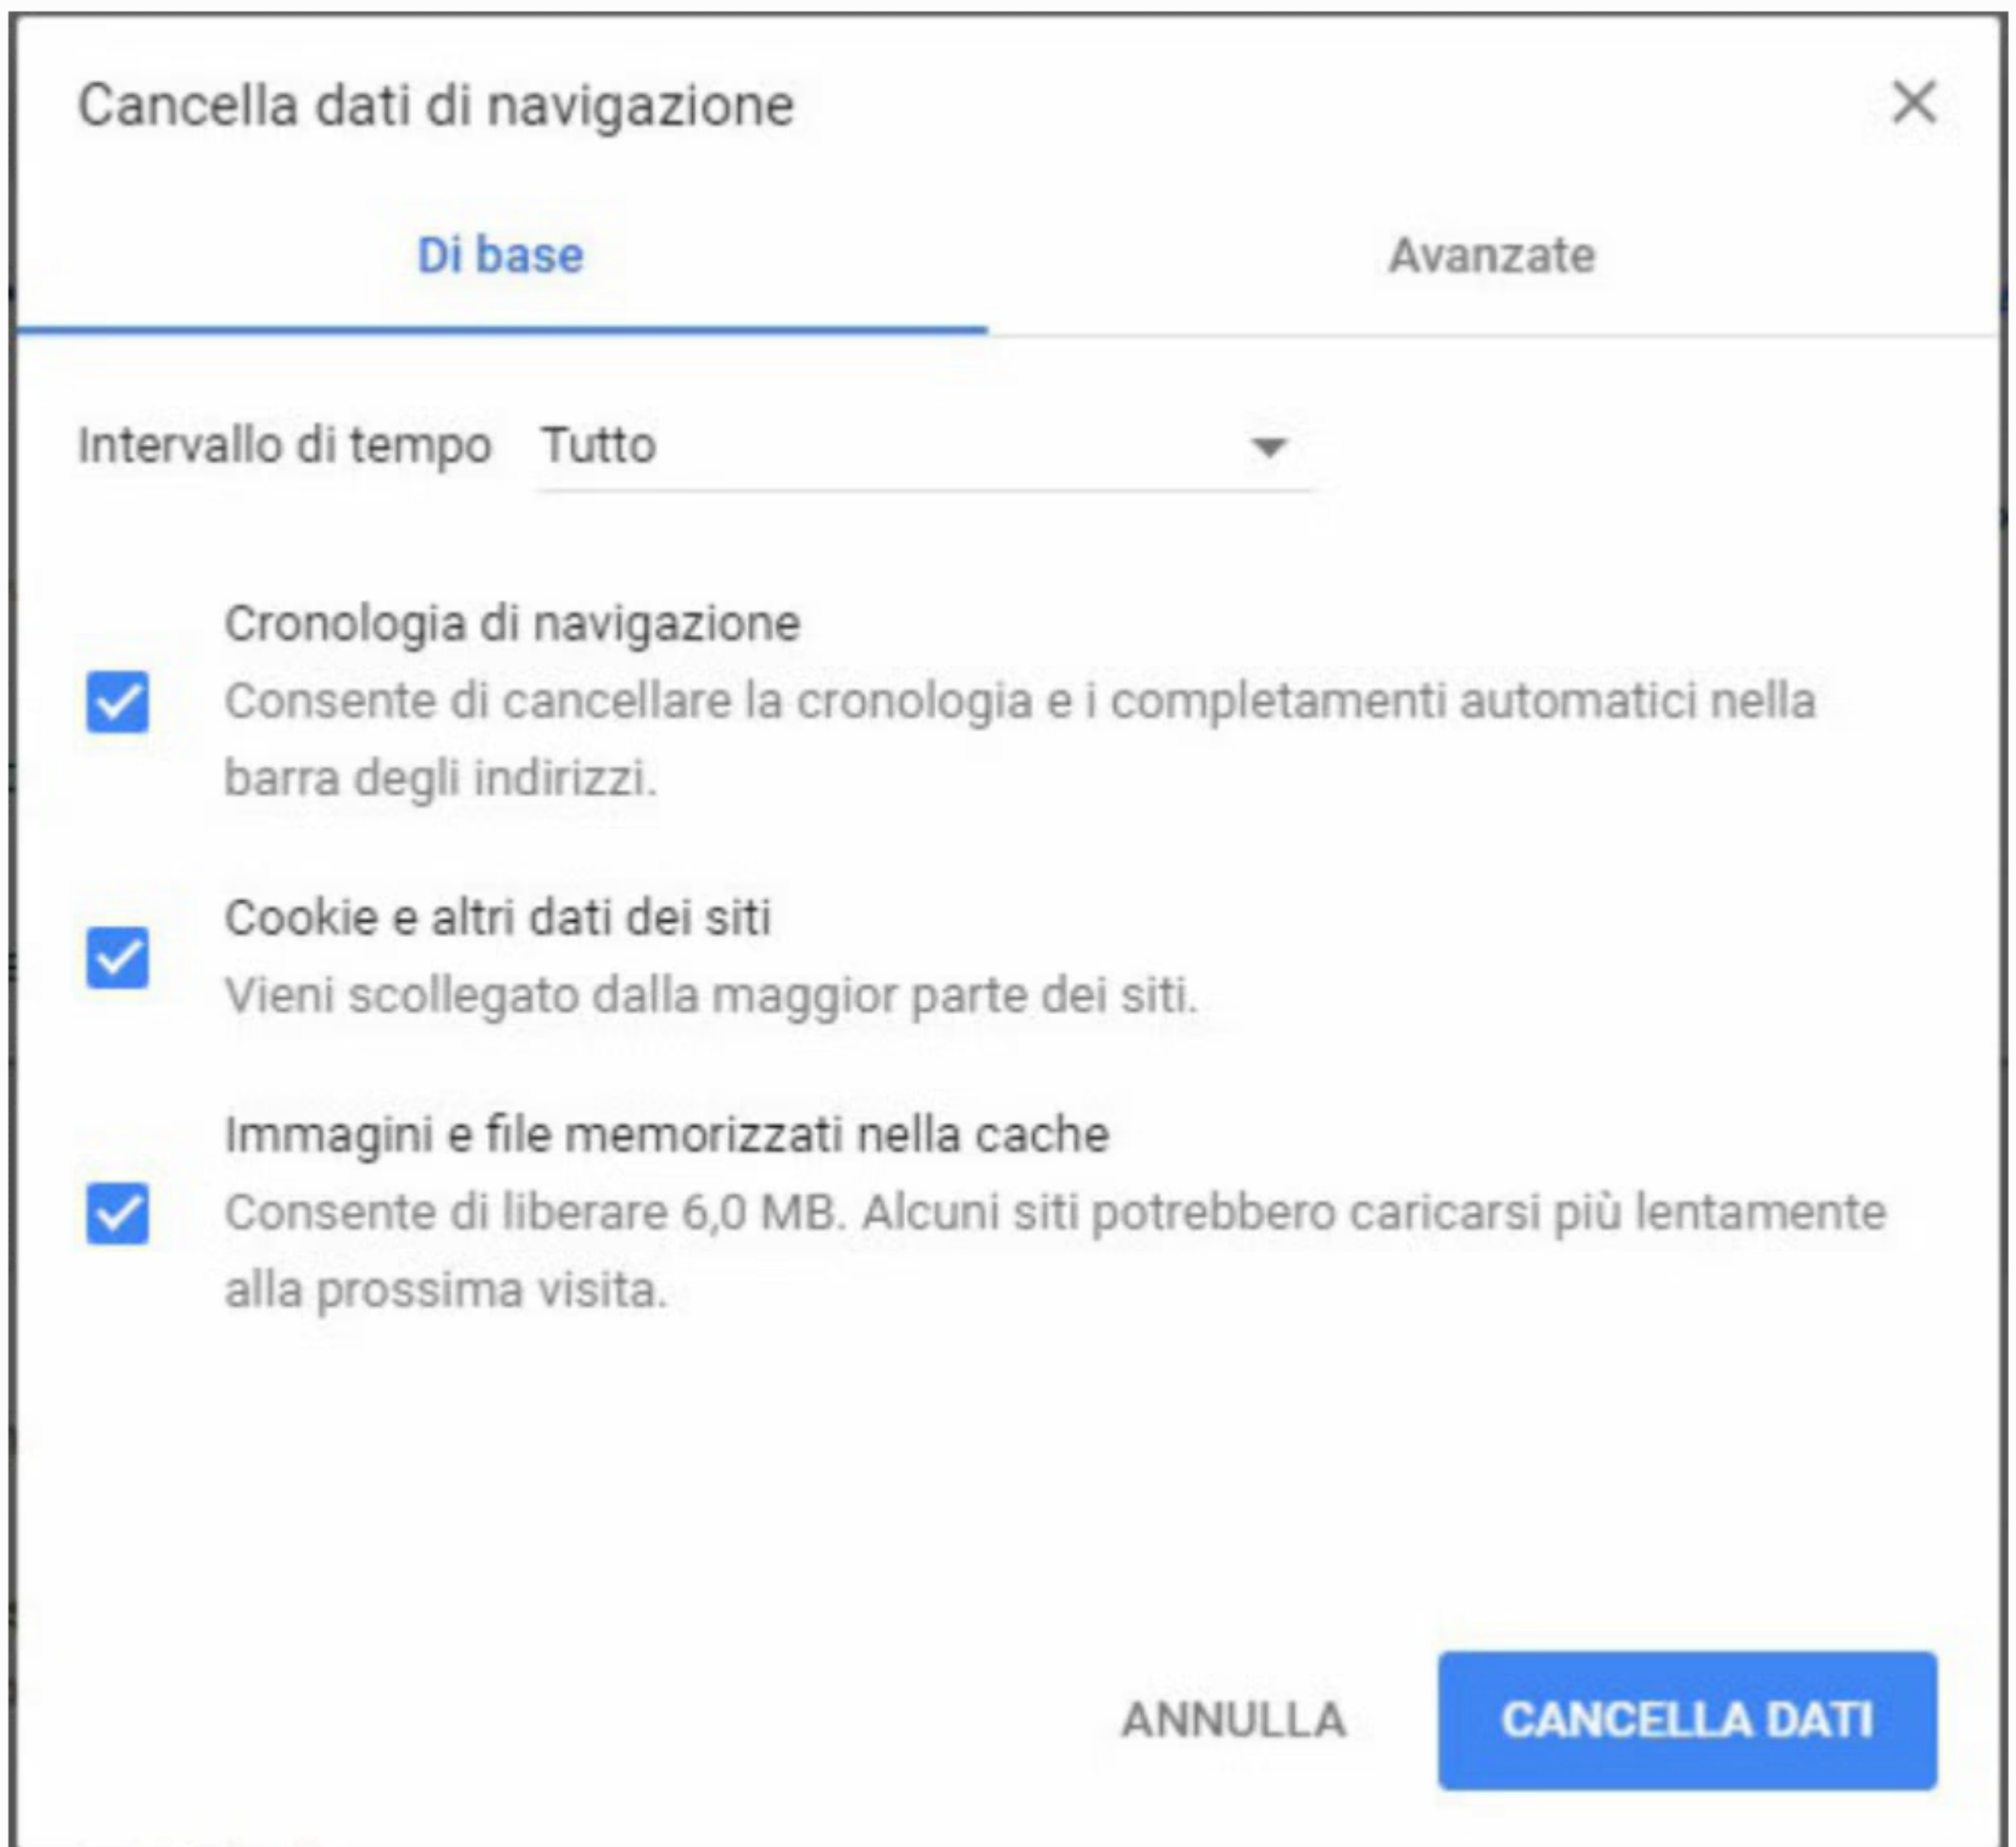 Cancella dati di navigazione
Di base
Avanzate
Intervallo di tempo Tutto
Cronologia di navigazione
Consente di cancellare la cronologia e i completamenti automatici nella
barra degli indirizzi.
Cookie e altri dati dei siti
Vieni scollegato dalla maggior parte dei siti.
Immagini e file memorizzati nella cache
Consente di liberare 6,0 MB. Alcuni siti potrebbero caricarsi più lentamente
alla prossima visita.
ANNULLA
CANCELLA DATI